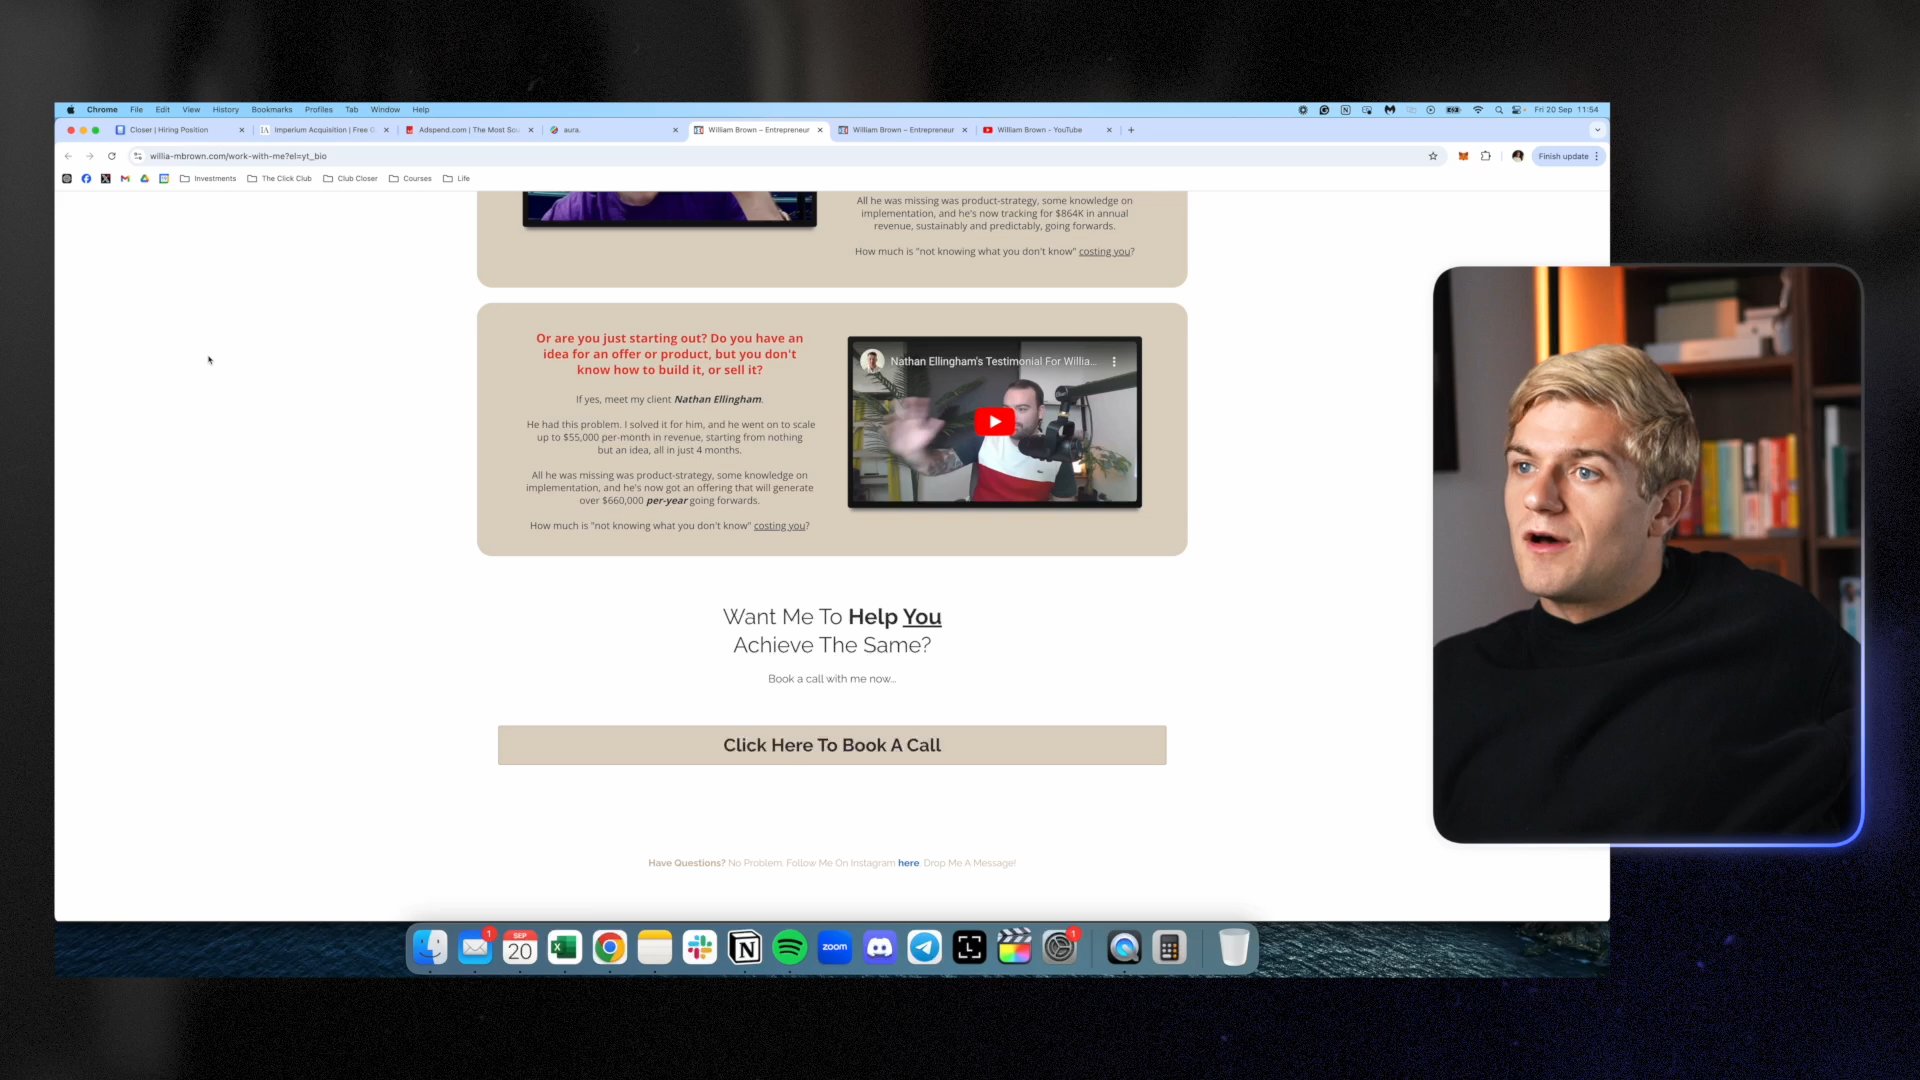 Chrome File Edit View History Bookmarks Profiles Tab Window Help
Fri 20 Sep 11:54
Closer | Hiring Position
Imperium Acquisition | Free G
Adspend.com | The Most Sou
aura.
William Brown – Entrepreneur
William Brown – Entrepreneur
William Brown - YouTube
willia-mbrown.com/work-with-me?el=yt_bio
Finish update
Investments
The Click Club
Club Closer
Courses
Life
All he was missing was product-strategy, some knowledge on
implementation, and he's now tracking for $864K in annual
revenue, sustainably and predictably, going forwards.
How much is "not knowing what you don't know" costing you?
Or are you just starting out? Do you have an
idea for an offer or product, but you don't
know how to build it, or sell it?
If yes, meet my client Nathan Ellingham.
He had this problem. I solved it for him, and he went on to scale
up to $55,000 per-month in revenue, starting from nothing
but an idea, all in just 4 months.
All he was missing was product-strategy, some knowledge on
implementation, and he's now got an offering that will generate
over $660,000 per-year going forwards.
How much is "not knowing what you don't know" costing you?
Nathan Ellingham's Testimonial For Willia...
Want Me To Help You
Achieve The Same?
Book a call with me now...
Click Here To Book A Call
Have Questions? No Problem. Follow Me On Instagram here. Drop Me A Message!
1
SEP
20
zoom
1